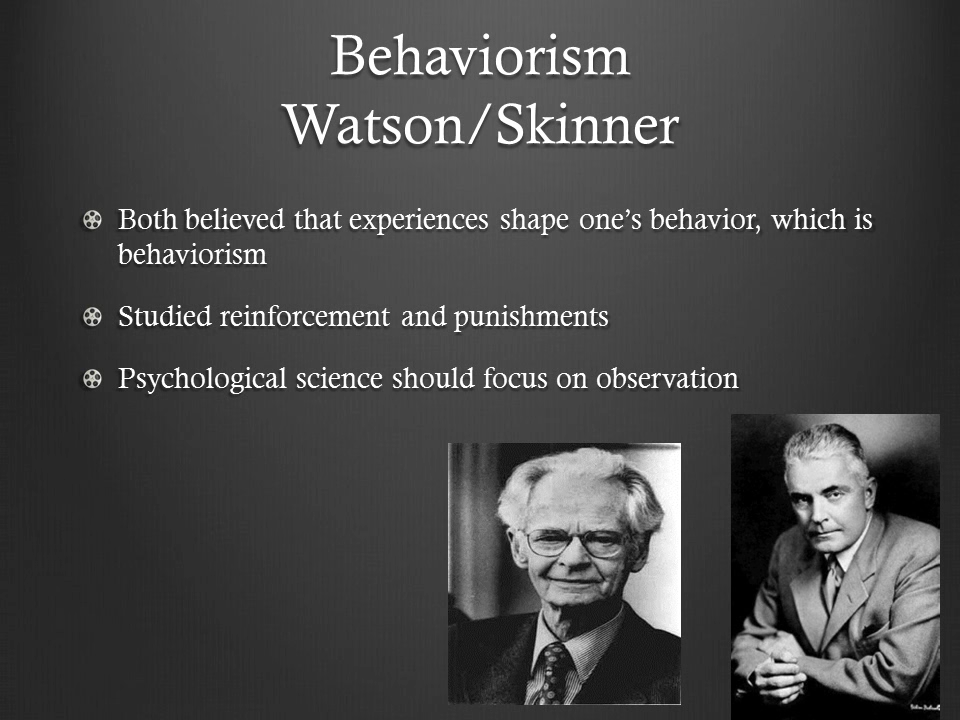 Behaviorism
Watson/Skinner
Both believed that experiences shape one’s behavior, which is
behaviorism
Studied reinforcement and punishments
Psychological science should focus on observation